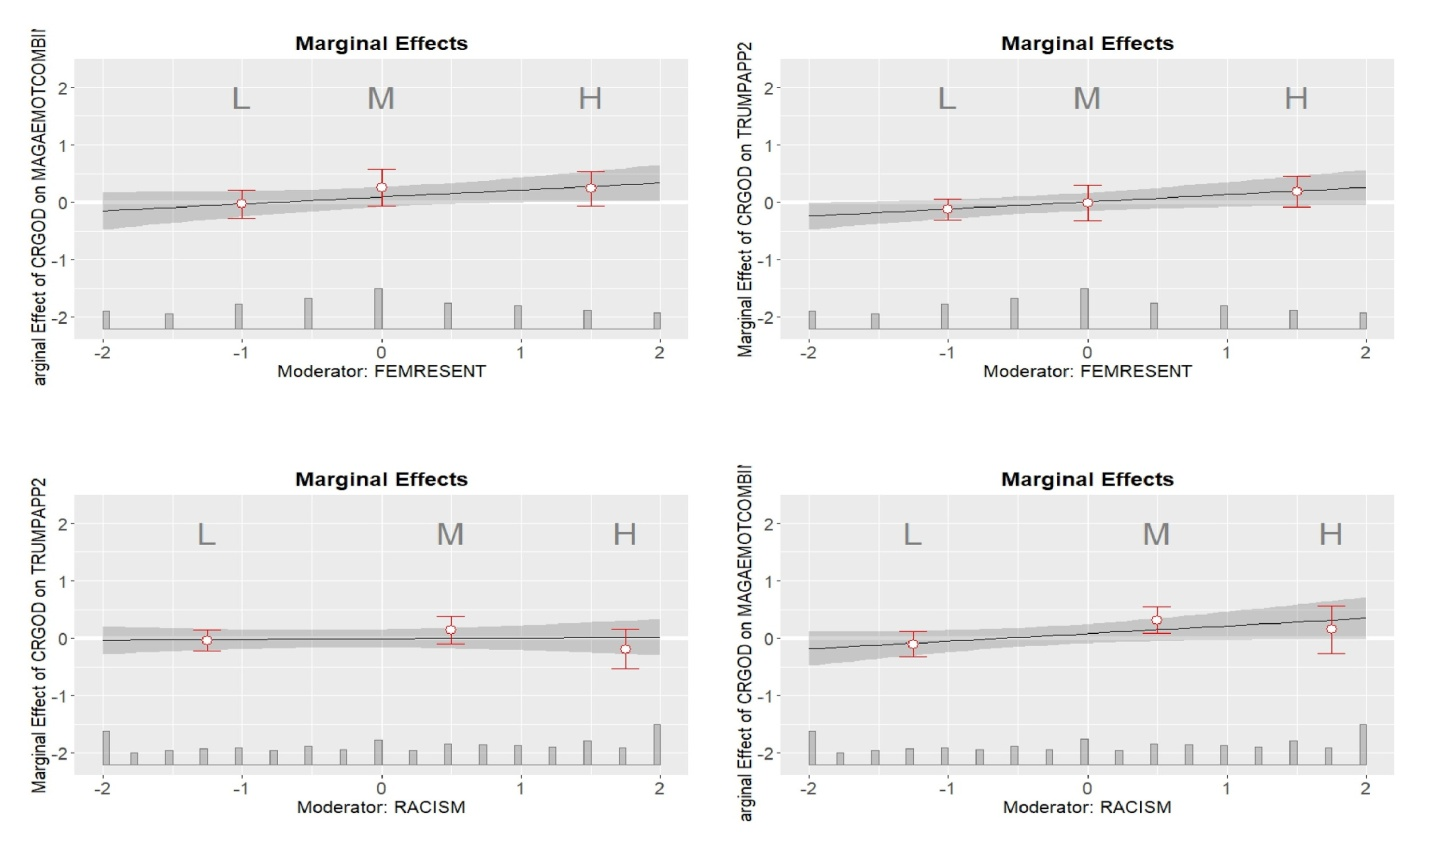 Marginal Effects
arginal Effect of CRGOD on MAGAEMOTCOMBII
L M H
2
1
0
-1
-2
-2 -1 0 1 2
Moderator: FEMRESENT
Marginal Effects
Marginal Effect of CRGOD on TRUMPAPP2
L M H
2
1
0
-1
-2
-2 -1 0 1 2
Moderator: FEMRESENT
Marginal Effects
Marginal Effect of CRGOD on TRUMPAPP2
L M H
2
1
0
-1
-2
-2 -1 0 1 2
Moderator: RACISM
Marginal Effects
arginal Effect of CRGOD on MAGAEMOTCOMBII
L M H
2
1
0
-1
-2
-2 -1 0 1 2
Moderator: RACISM